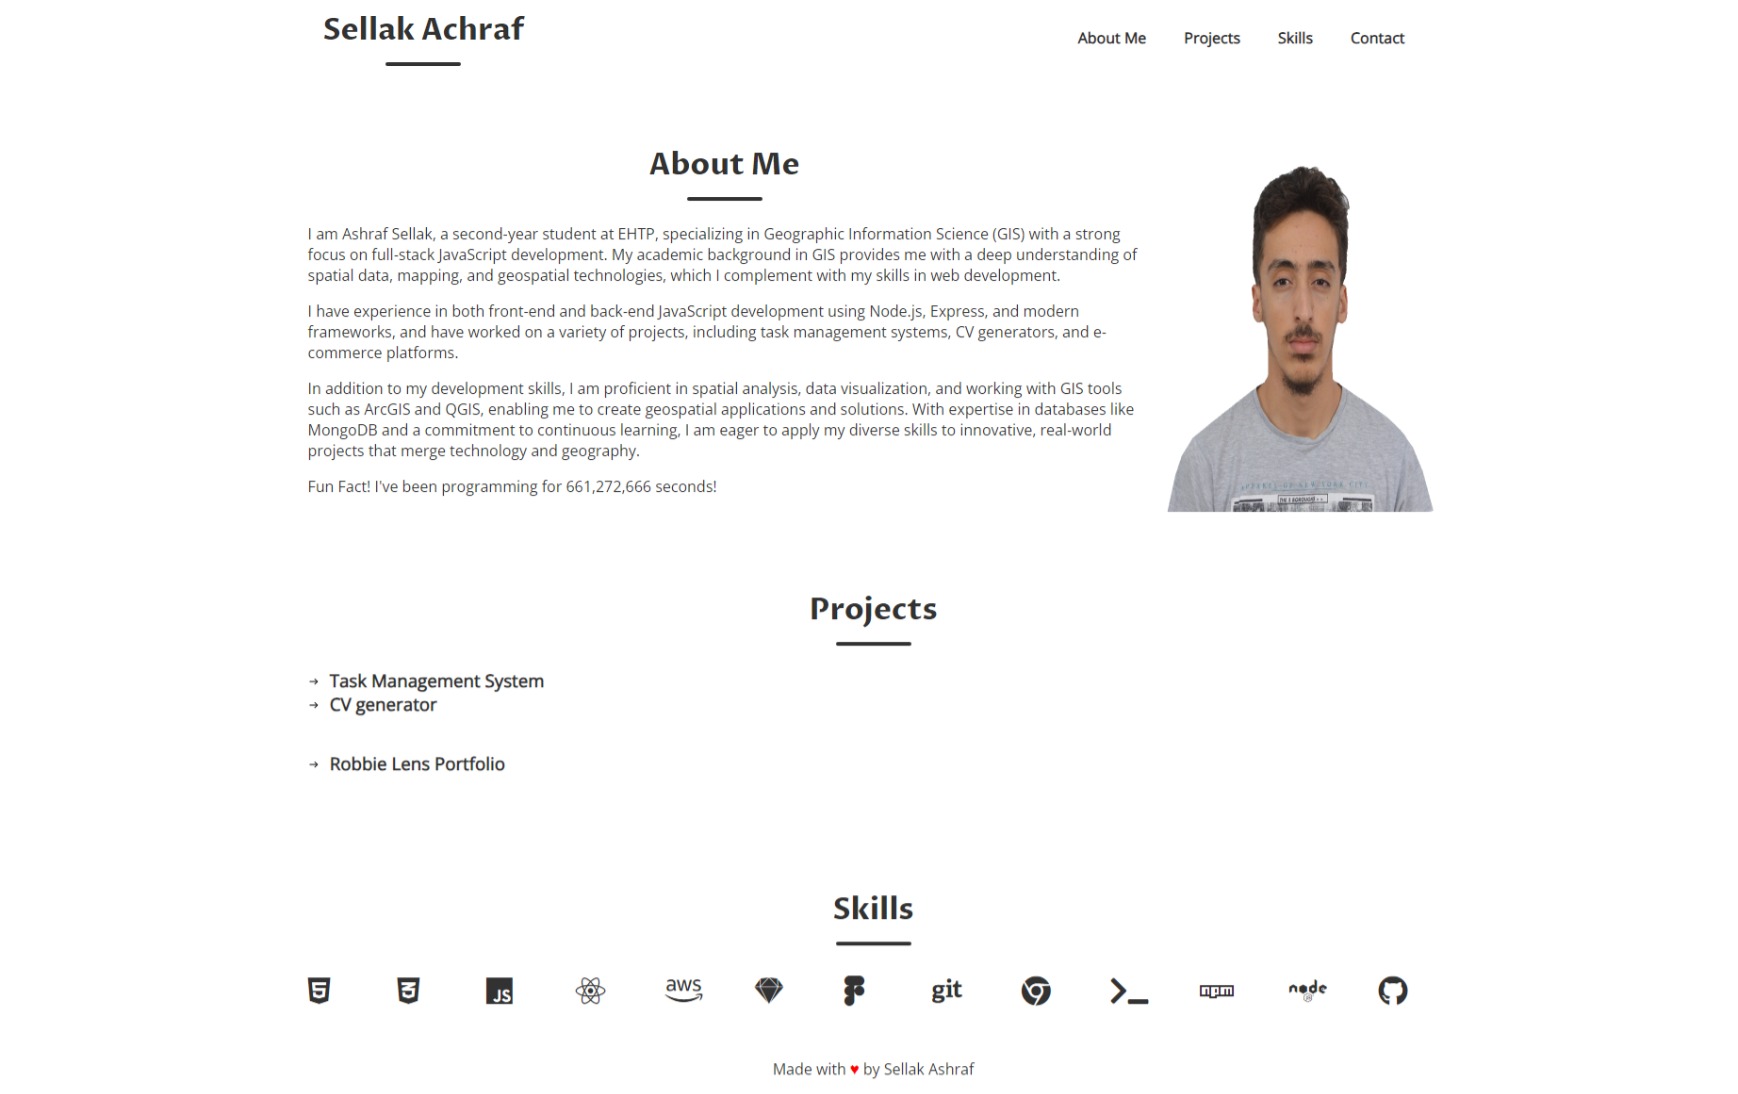 Sellak Achraf
About Me
Projects
Skills
Contact
About Me
I am Ashraf Sellak, a second-year student at EHTP, specializing in Geographic Information Science (GIS) with a strong
focus on full-stack JavaScript development. My academic background in GIS provides me with a deep understanding of
spatial data, mapping, and geospatial technologies, which I complement with my skills in web development.
I have experience in both front-end and back-end JavaScript development using Node.js, Express, and modern
frameworks, and have worked on a variety of projects, including task management systems, CV generators, and e-
commerce platforms.
In addition to my development skills, I am proficient in spatial analysis, data visualization, and working with GIS tools
such as ArcGIS and QGIS, enabling me to create geospatial applications and solutions. With expertise in databases like
MongoDB and a commitment to continuous learning, I am eager to apply my diverse skills to innovative, real-world
projects that merge technology and geography.
Fun Fact! I've been programming for 661,272,666 seconds!
Projects
→ Task Management System
→ CV generator
→ Robbie Lens Portfolio
Skills
5
3
JS
aws
git
npm
node
JS
Made with ♥ by Sellak Ashraf